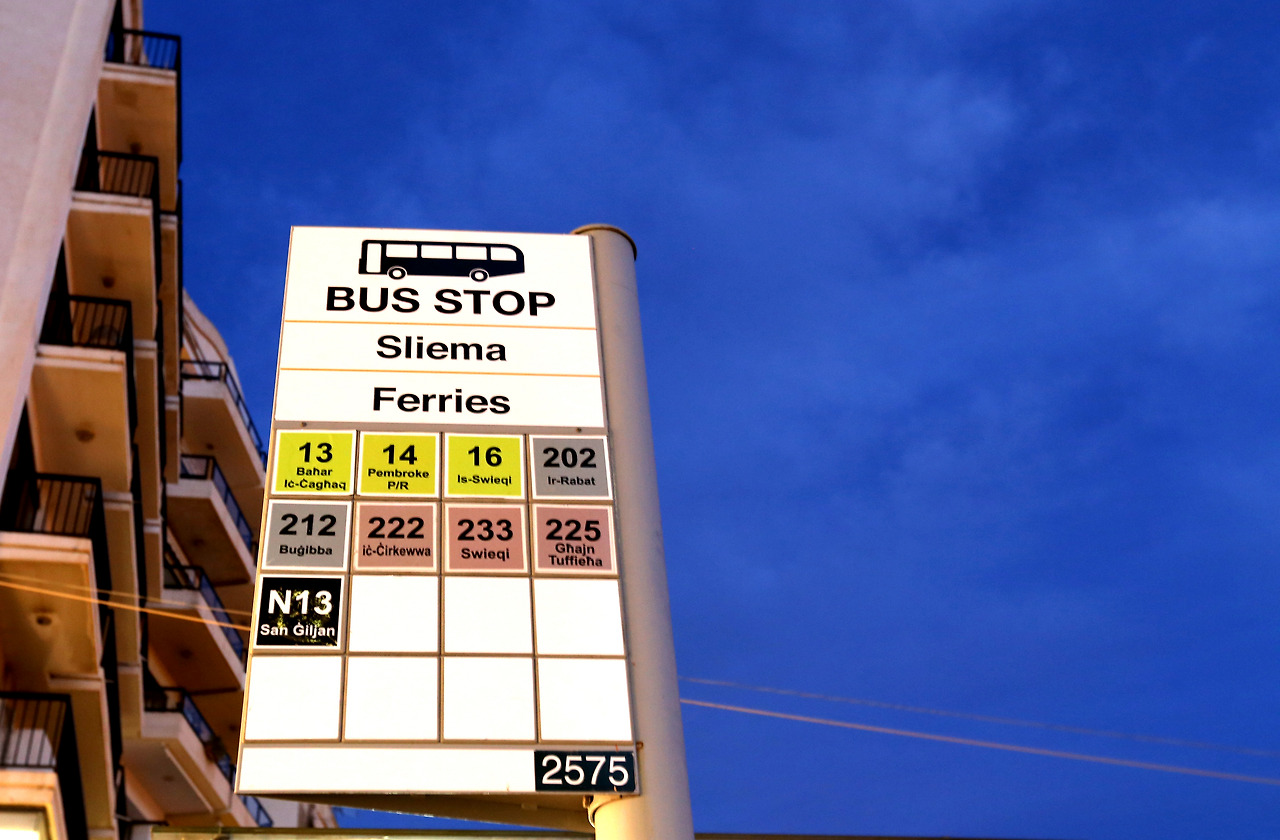 BUS STOP
Sliema
Ferries
13
Baħar
Iċ-Ċagħaq
14
Pembroke
P/R
16
Is-Swieqi
202
Ir-Rabat
212
Buġibba
222
iċ-Ċirkewwa
233
Swieqi
225
Għajn
Tuffieħa
N13
San Ġiljan
2575